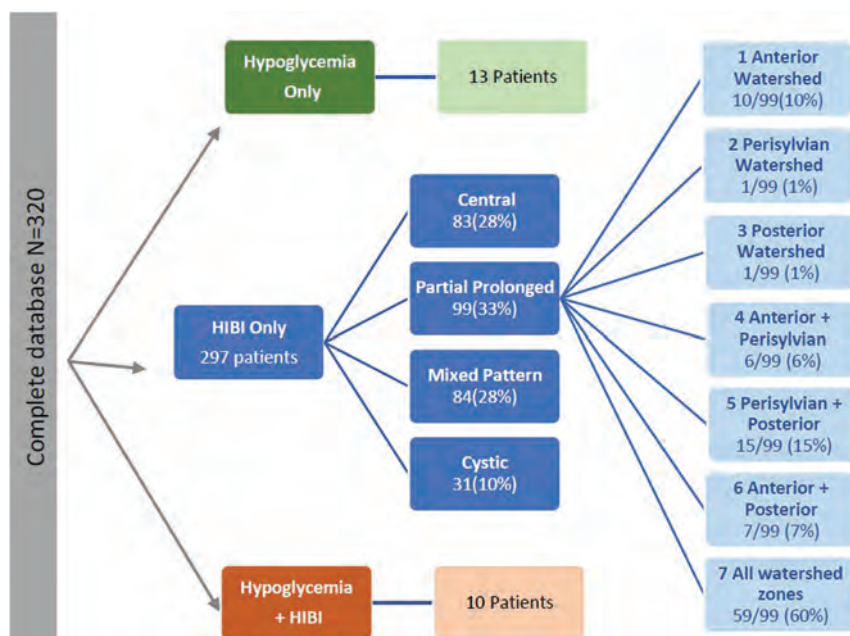 Complete database N=320
Hypoglycemia
Only
13 Patients
HIBI Only
297 patients
Central
83(28%)
Partial Prolonged
99(33%)
Mixed Pattern
84(28%)
Cystic
31(10%)
Hypoglycemia
+ HIBI
10 Patients
1 Anterior
Watershed
10/99(10%)
2 Perisylvian
Watershed
1/99 (1%)
3 Posterior
Watershed
1/99 (1%)
4 Anterior +
Perisylvian
6/99 (6%)
5 Perisylvian +
Posterior
15/99 (15%)
6 Anterior +
Posterior
7/99 (7%)
7 All watershed
zones
59/99 (60%)